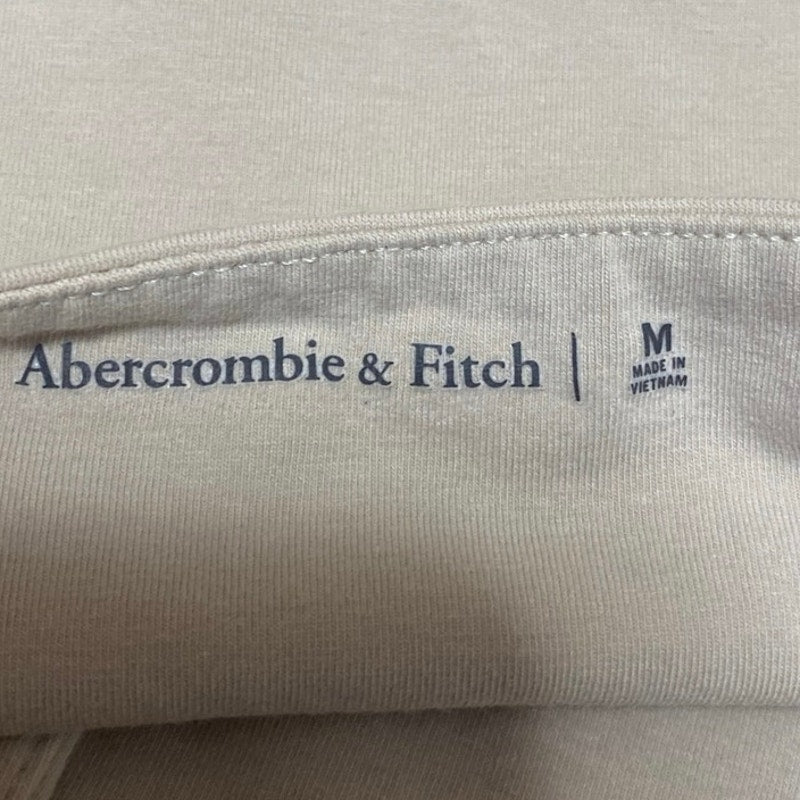 Abercrombie & Fitch | M
MADE IN
VIETNAM